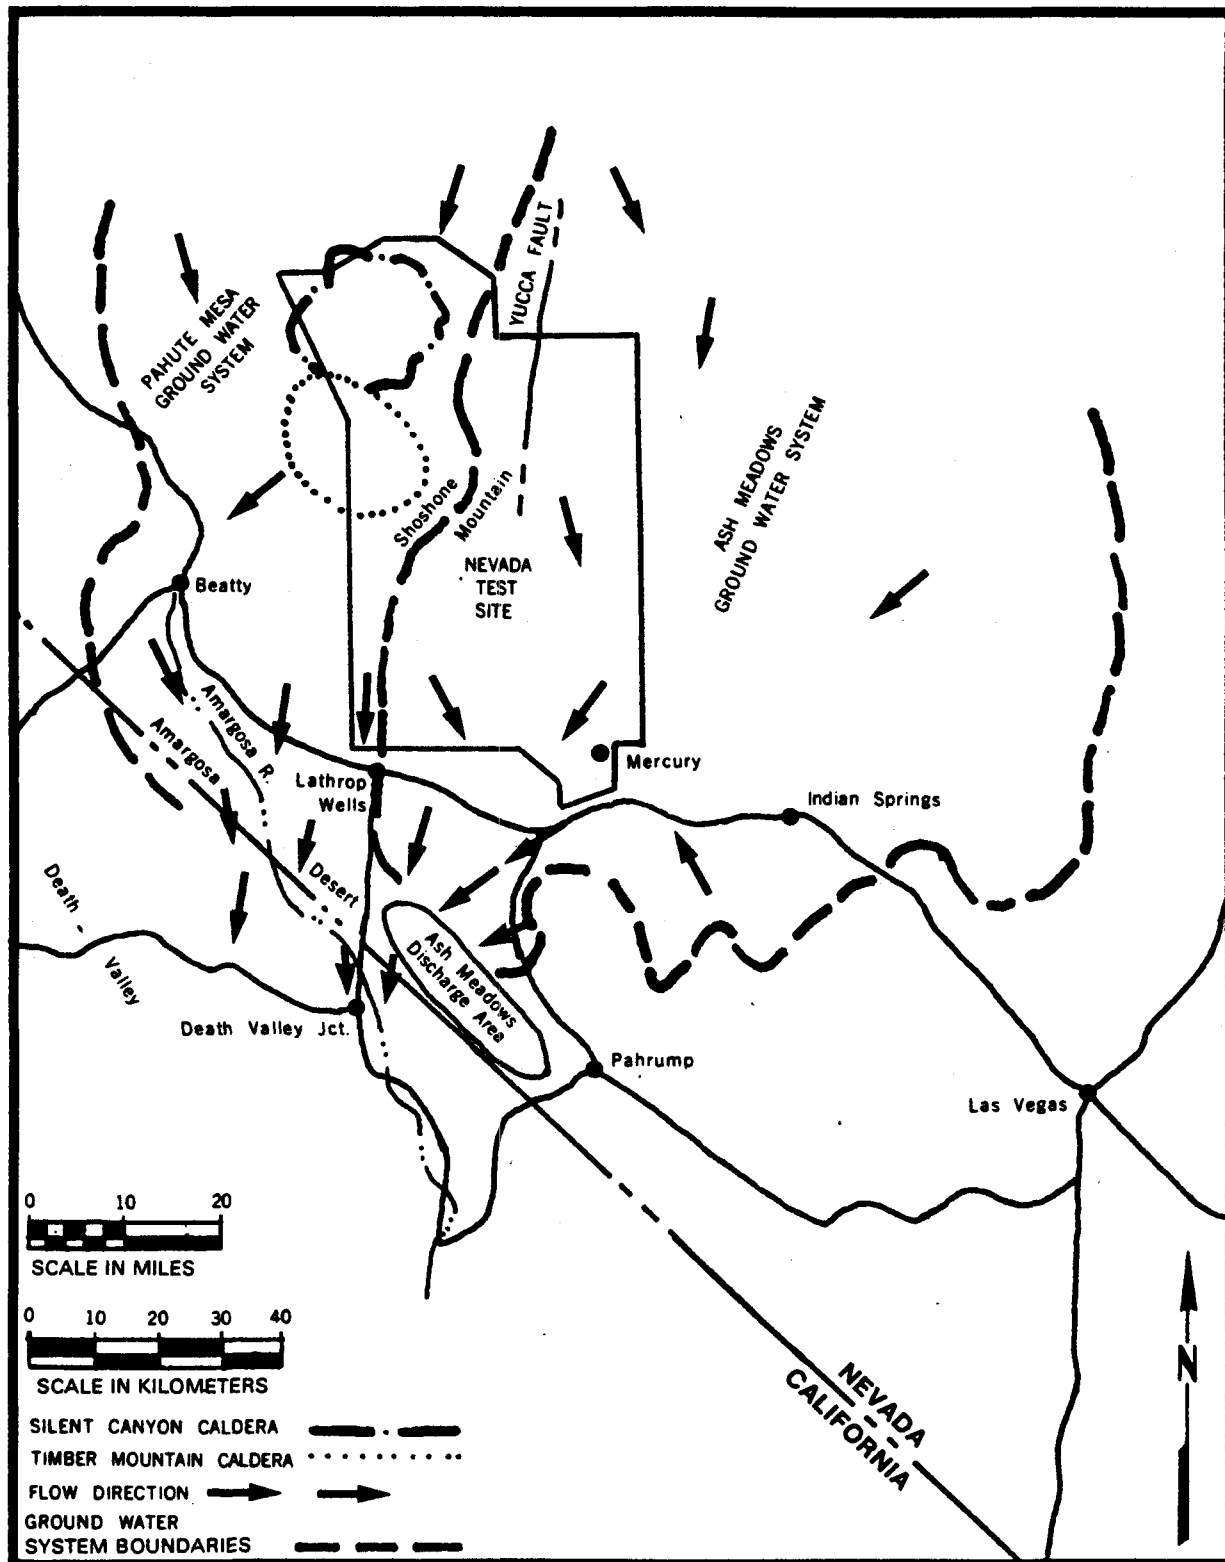 YUCCA FAULT
PAHUTE MESA
GROUND WATER
SYSTEM
ASH MEADOWS
GROUND WATER SYSTEM
Shoshone
Mountain
NEVADA
TEST
SITE
Beatty
Amargosa R.
Amargosa
Desert
Mercury
Lathrop
Wells
Indian Springs
Death
Valley
Ash Meadows
Discharge Area
Death Valley Jct.
Pahrump
Las Vegas
0 10 20
SCALE IN MILES
0 10 20 30 40
SCALE IN KILOMETERS
N
NEVADA
CALIFORNIA
SILENT CANYON CALDERA
TIMBER MOUNTAIN CALDERA
FLOW DIRECTION
GROUND WATER
SYSTEM BOUNDARIES